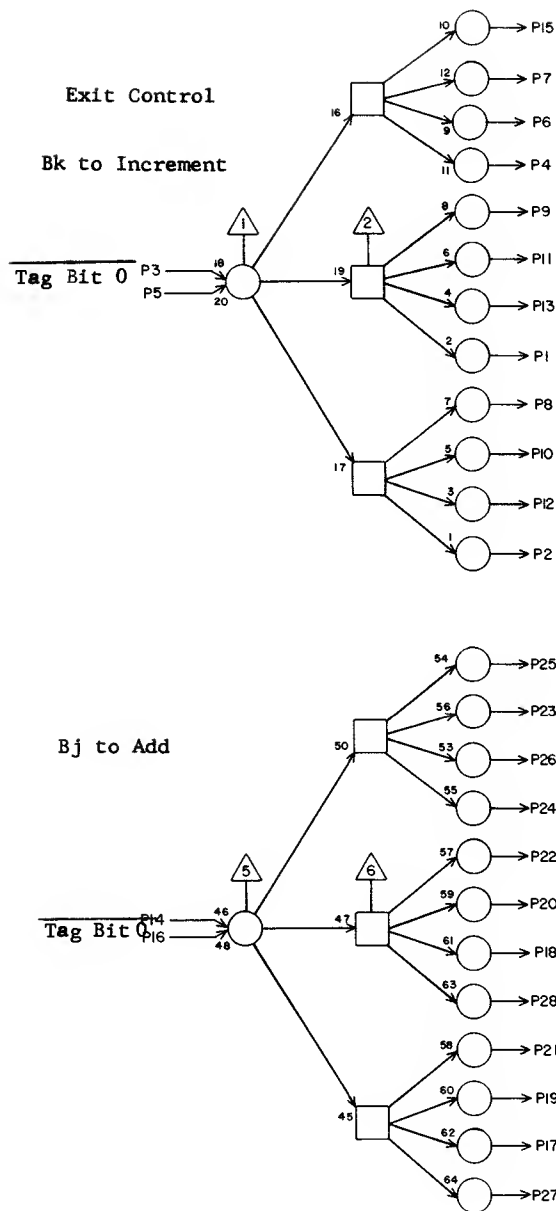 10 P15
Exit Control
12 P7
16
9 P6
Bk to Increment
11 P4
1 2
8 P9
6 P11
Tag Bit 0 P3 18 19
P5 20
4 P13
2 P1
7 P8
17 5 P10
3 P12
1 P2
54 P25
56 P23
Bj to Add
50 53 P26
55 P24
5 6
57 P22
59 P20
Tag Bit 0 P14 46 47
P16 48
61 P18
63 P28
58 P21
60 P19
45
62 P17
64 P27